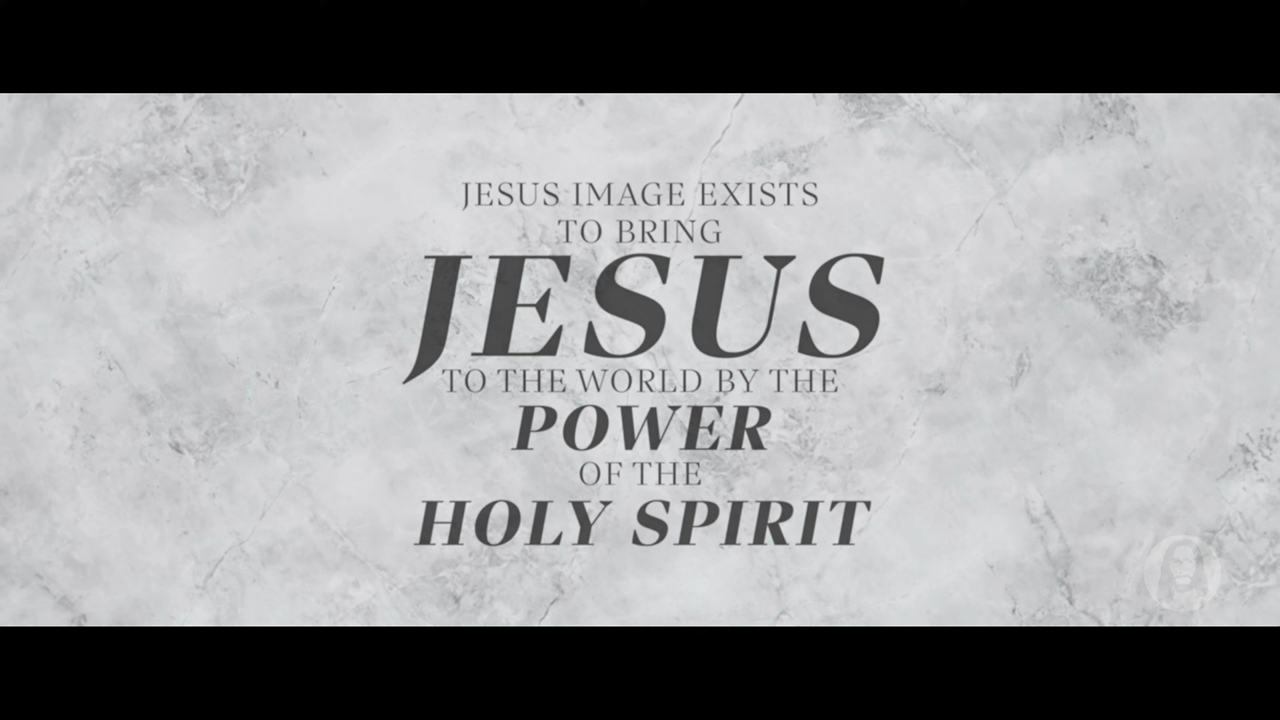 JESUS IMAGE EXISTS
TO BRING
JESUS
TO THE WORLD BY THE
POWER
OF THE
HOLY SPIRIT